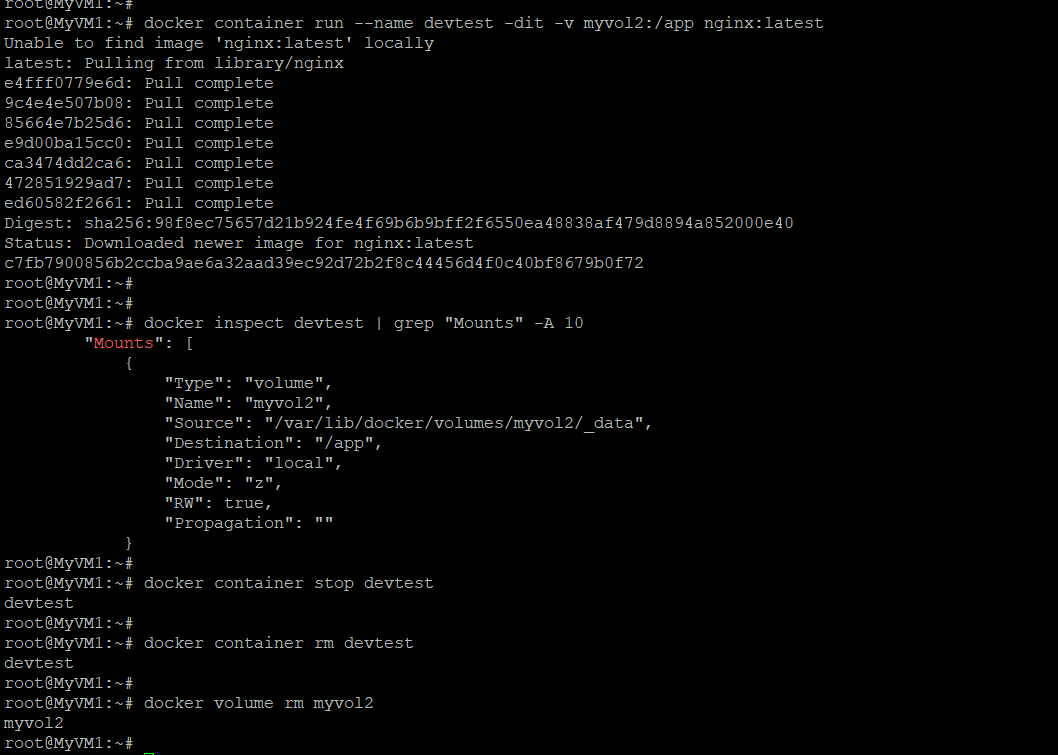 root@MyVM1:~#
root@MyVM1:~# docker container run --name devtest -dit -v myvol2:/app nginx:latest
Unable to find image 'nginx:latest' locally
latest: Pulling from library/nginx
e4fff0779e6d: Pull complete
9c4e4e507b08: Pull complete
85664e7b25d6: Pull complete
e9d00ba15cc0: Pull complete
ca3474dd2ca6: Pull complete
472851929ad7: Pull complete
ed60582f2661: Pull complete
Digest: sha256:98f8ec75657d21b924fe4f69b6b9bff2f6550ea48838af479d8894a852000e40
Status: Downloaded newer image for nginx:latest
c7fb7900856b2ccba9ae6a32aad39ec92d72b2f8c44456d4f0c40bf8679b0f72
root@MyVM1:~#
root@MyVM1:~#
root@MyVM1:~# docker inspect devtest | grep "Mounts" -A 10
        "Mounts": [
            {
                "Type": "volume",
                "Name": "myvol2",
                "Source": "/var/lib/docker/volumes/myvol2/_data",
                "Destination": "/app",
                "Driver": "local",
                "Mode": "z",
                "RW": true,
                "Propagation": ""
            }
root@MyVM1:~#
root@MyVM1:~# docker container stop devtest
devtest
root@MyVM1:~#
root@MyVM1:~# docker container rm devtest
devtest
root@MyVM1:~#
root@MyVM1:~# docker volume rm myvol2
myvol2
root@MyVM1:~#